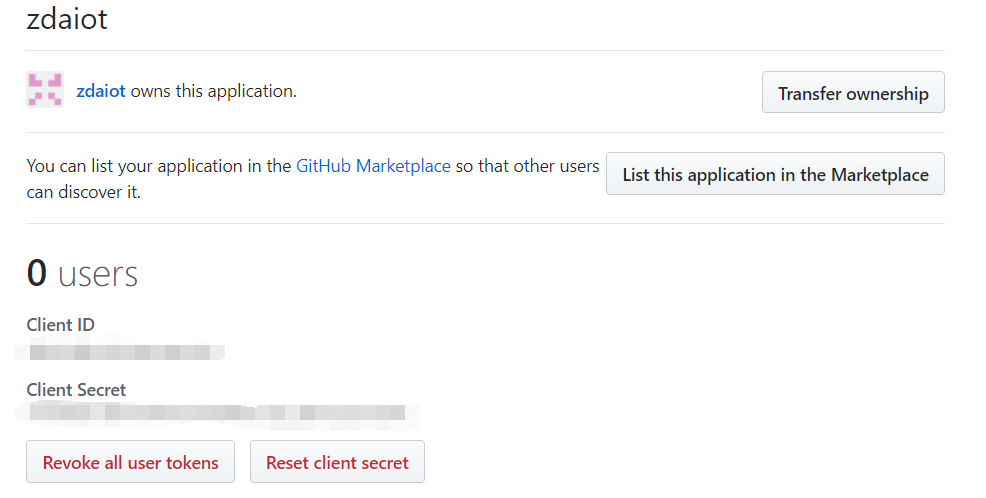 zdaiot
zdaiot owns this application.
Transfer ownership
You can list your application in the GitHub Marketplace so that other users
can discover it.
List this application in the Marketplace
0 users
Client ID
Client Secret
Revoke all user tokens
Reset client secret